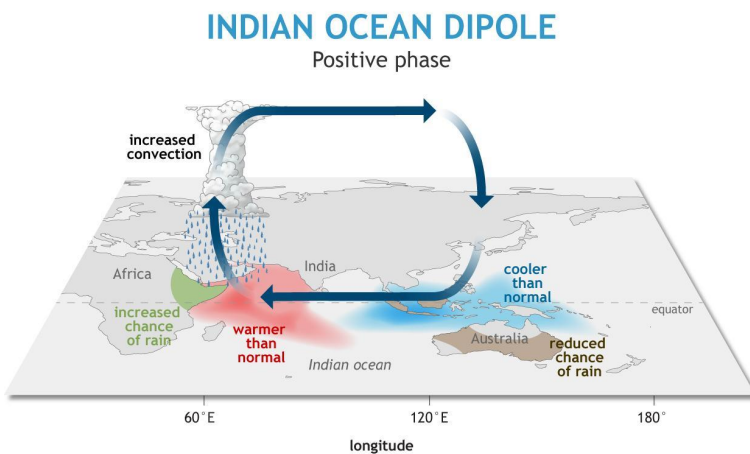 INDIAN OCEAN DIPOLE
Positive phase
increased
convection
Africa
India
cooler
than
normal
increased
chance
of rain
equator
warmer
than
normal
Australia
reduced
chance
of rain
Indian ocean
60°E
120°E
180°
longitude